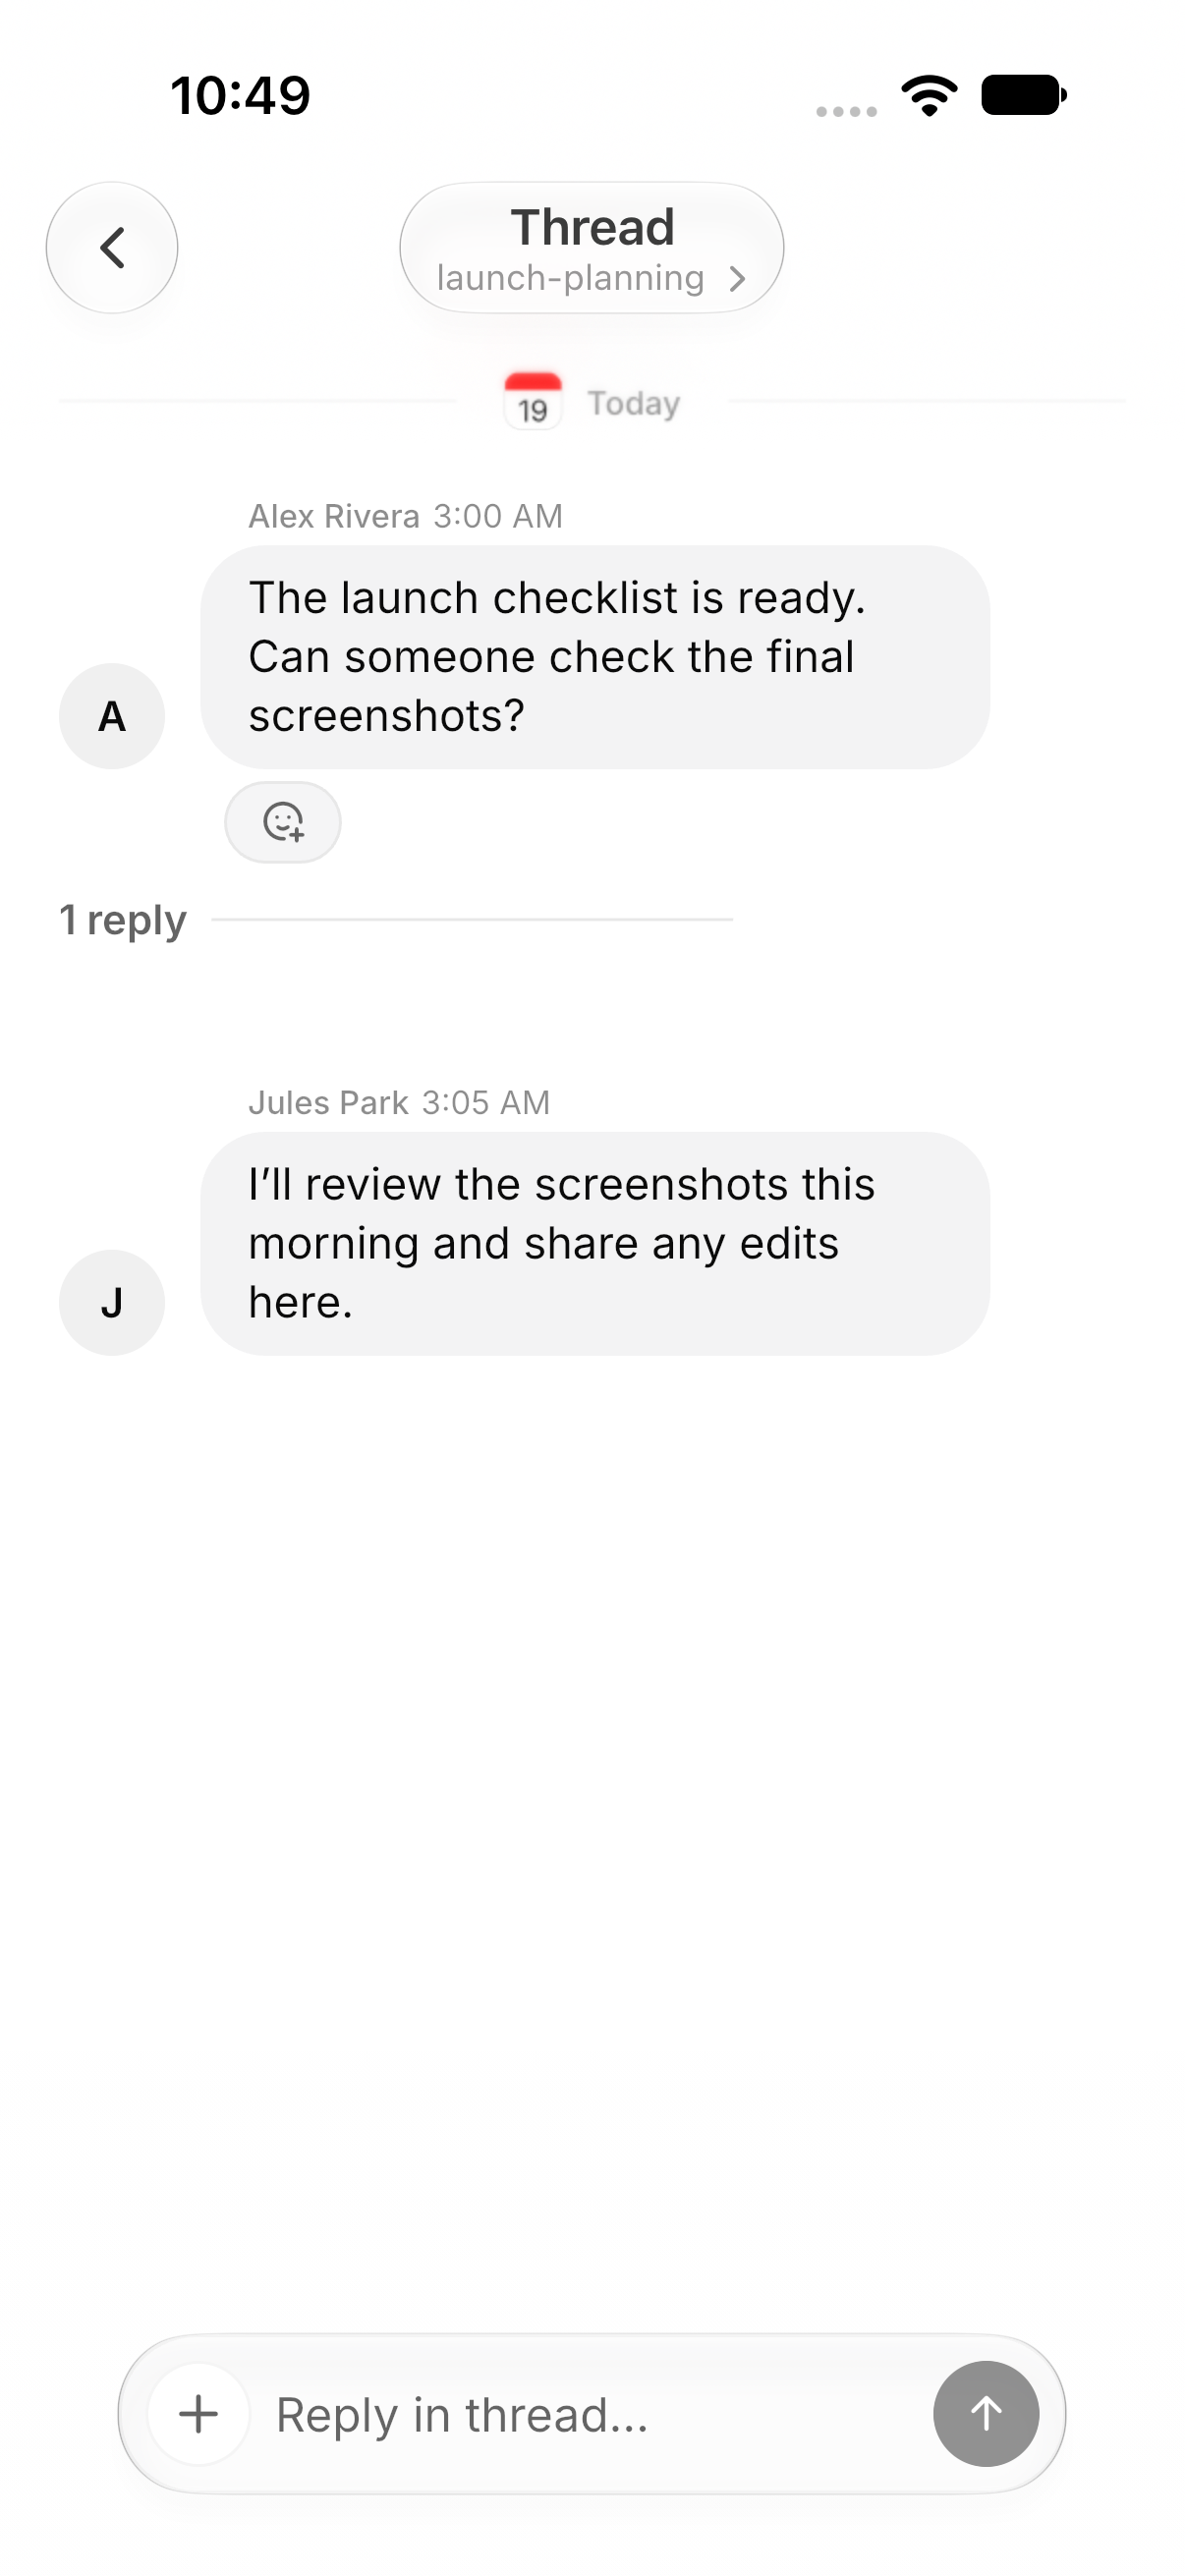 10:49
Thread
launch-planning
19 Today
Alex Rivera 3:00 AM
The launch checklist is ready.
Can someone check the final
screenshots?
A
1 reply
Jules Park 3:05 AM
I’ll review the screenshots this
morning and share any edits
here.
J
Reply in thread...